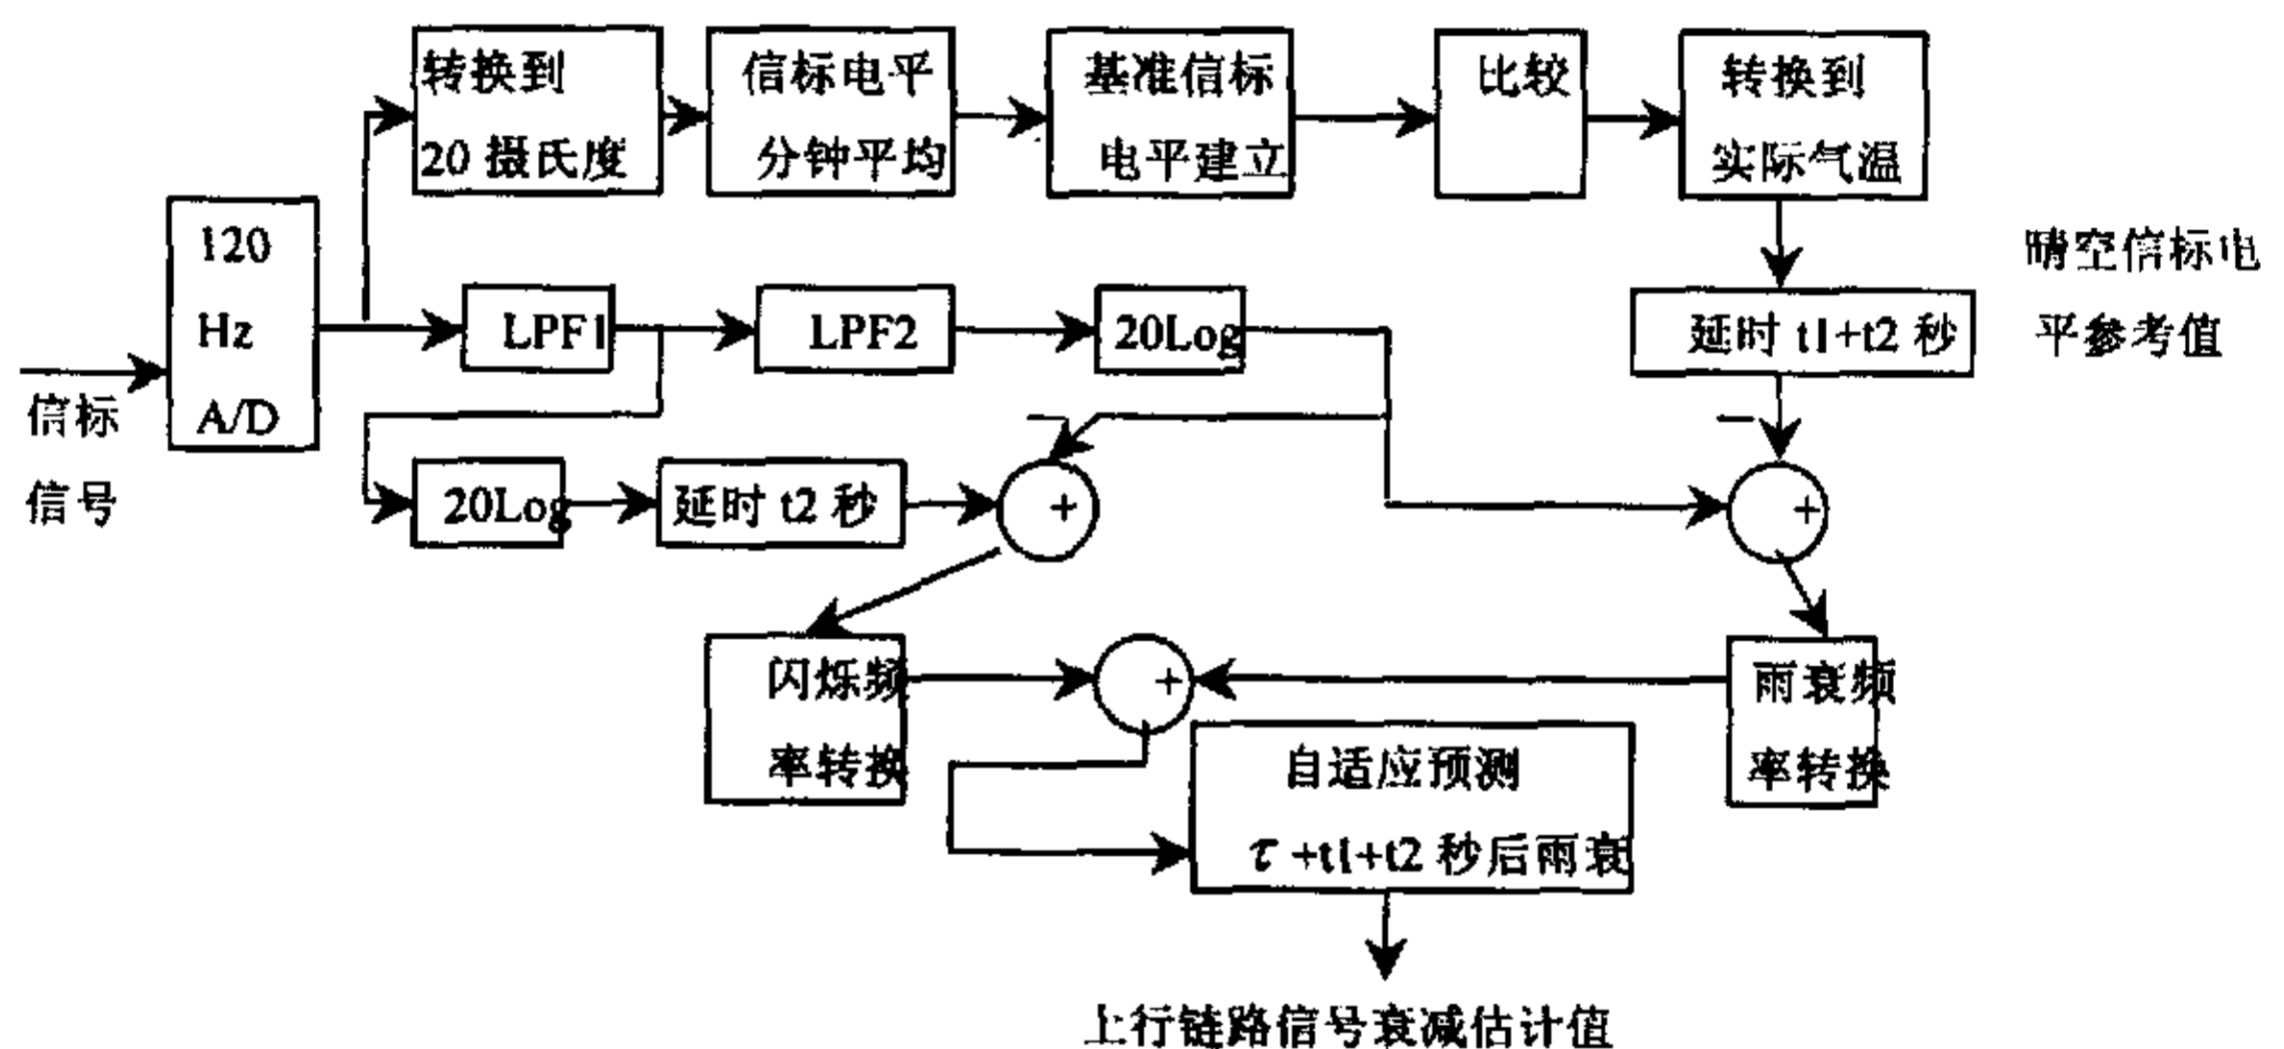 转换到
20 摄氏度
信标电平
分钟平均
基准信标
电平建立
比较
转换到
实际气温
120
Hz
A/D
信标
信号
LPF1
LPF2
20Log
延时 t1+t2 秒
晴空信标电
平参考值
−
−
20Log
延时 t2 秒
+
+
闪烁频
率转换
+
雨衰频
率转换
自适应预测
τ+t1+t2 秒后雨衰
上行链路信号衰减估计值